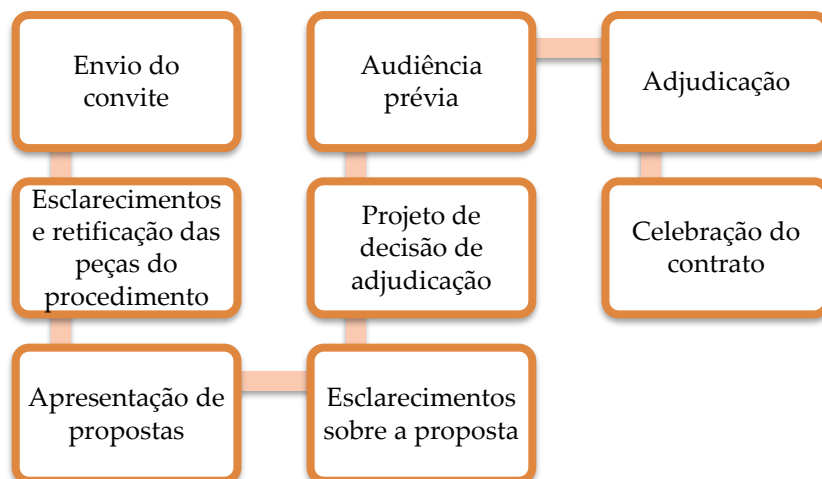 Envio do
convite
Esclarecimentos
e retificação das
peças do
procedimento
Apresentação de
propostas
Esclarecimentos
sobre a proposta
Projeto de
decisão de
adjudicação
Audiência
prévia
Adjudicação
Celebração do
contrato